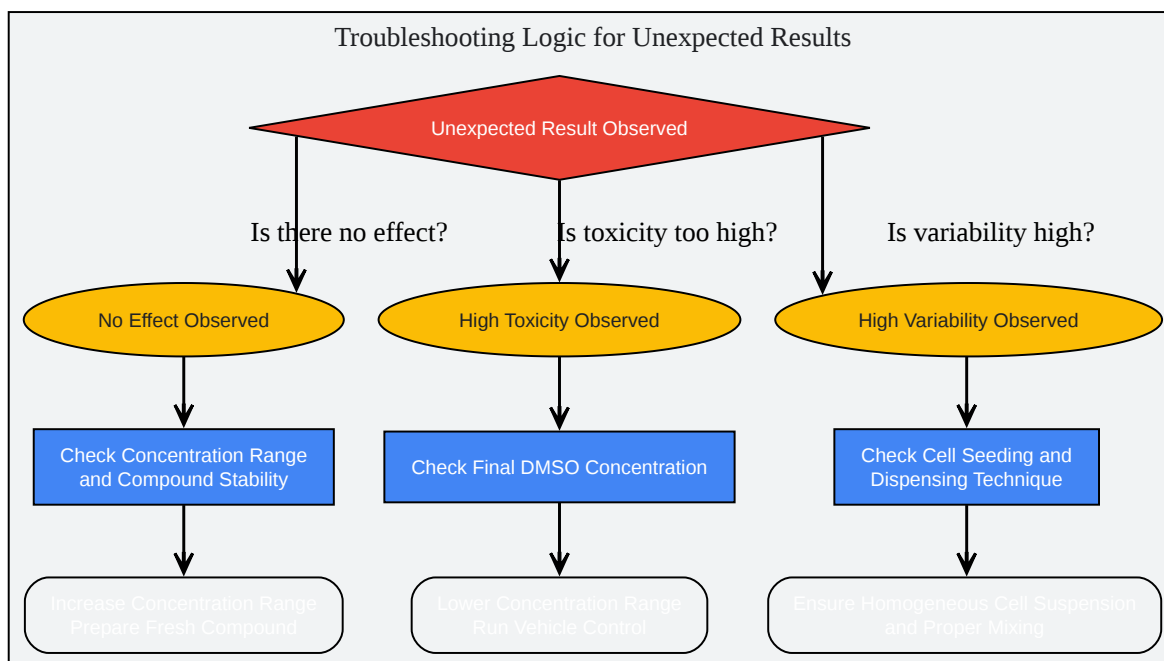 Troubleshooting Logic for Unexpected Results
Unexpected Result Observed
Is there no effect?
Is toxicity too high?
Is variability high?
No Effect Observed
High Toxicity Observed
High Variability Observed
Check Concentration Range
and Compound Stability
Check Final DMSO Concentration
Check Cell Seeding and
Dispensing Technique
Increase Concentration Range
Prepare Fresh Compound
Lower Concentration Range
Run Vehicle Control
Ensure Homogeneous Cell Suspension
and Proper Mixing